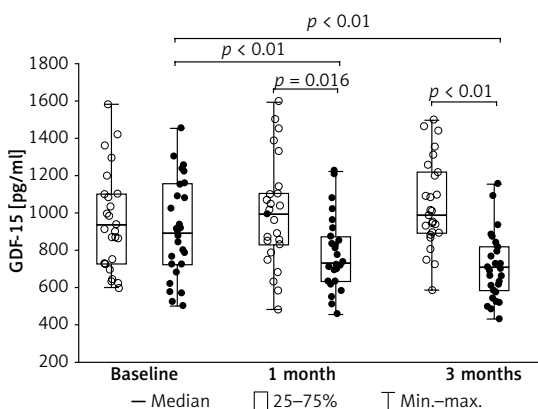 p < 0.01
p < 0.01
p = 0.016
p < 0.01
GDF-15 [pg/ml]
1800
1600
1400
1200
1000
800
600
400
200
Baseline 1 month 3 months
Median 25–75% Min.–max.